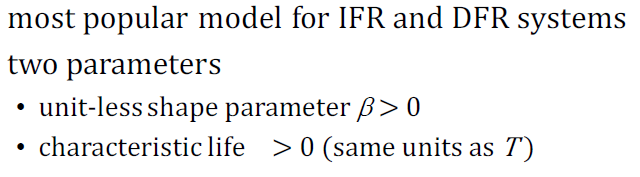 most popular model for IFR and DFR systems
two parameters
• unit-less shape parameter β > 0
• characteristic life > 0 (same units as T)